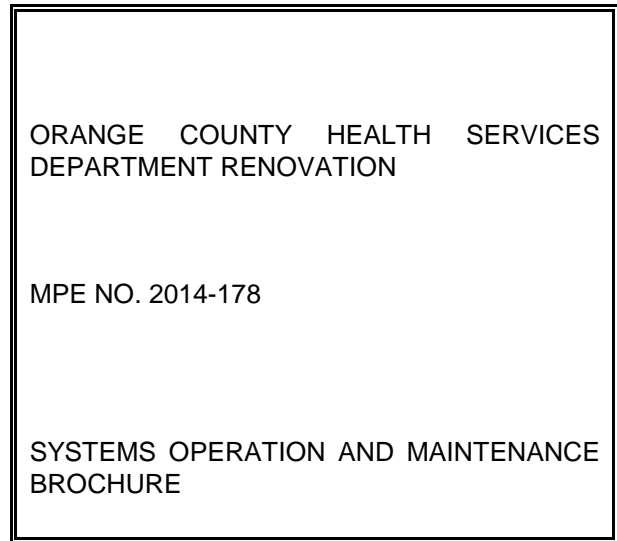 ORANGE COUNTY HEALTH SERVICES
DEPARTMENT RENOVATION
MPE NO. 2014-178
SYSTEMS OPERATION AND MAINTENANCE
BROCHURE